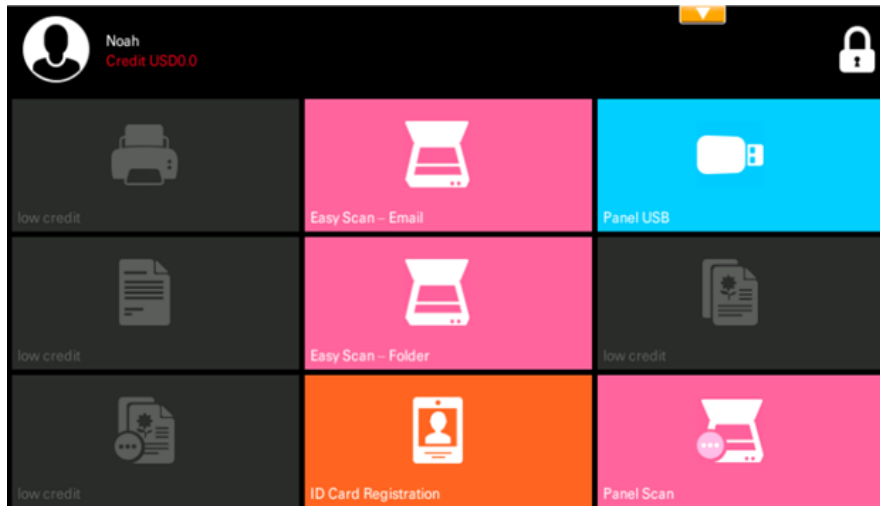 Noah
Credit USD0.0
low credit
Easy Scan – Email
Panel USB
low credit
Easy Scan – Folder
low credit
low credit
ID Card Registration
Panel Scan